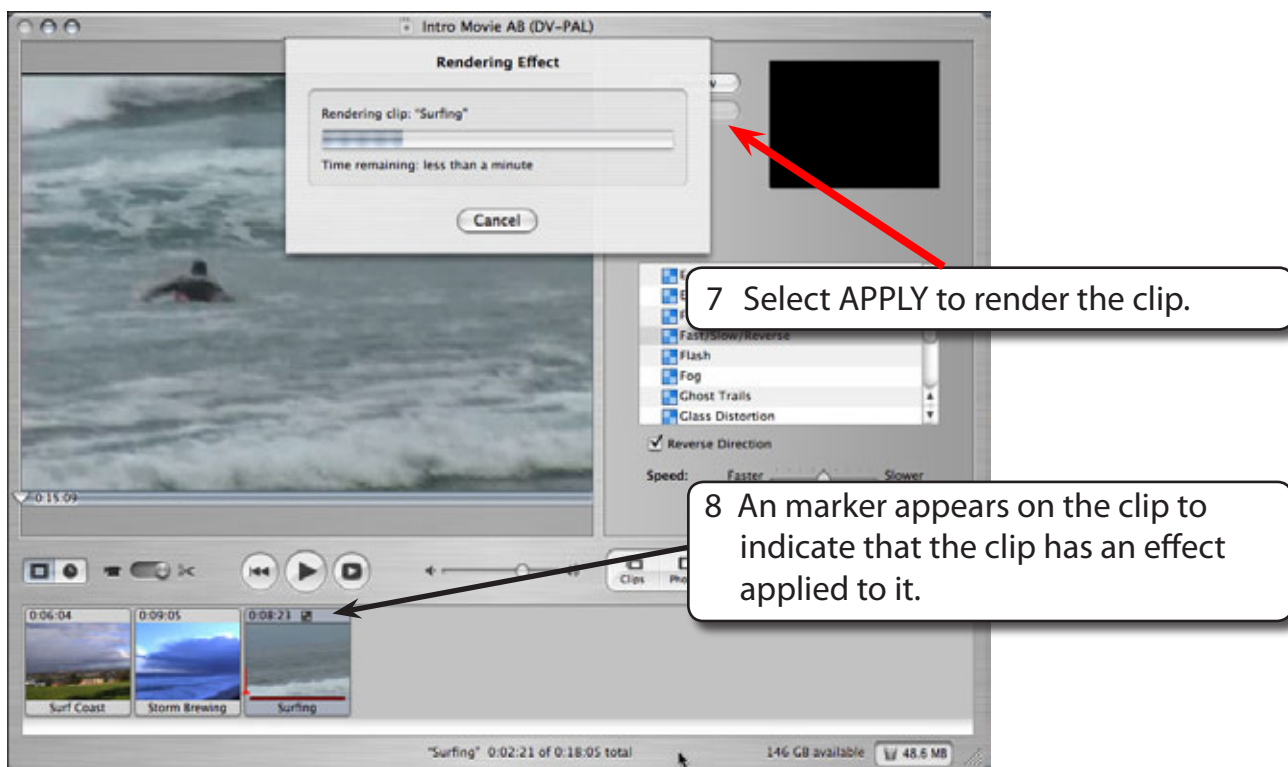 Intro Movie AB (DV-PAL)
Rendering Effect
Rendering clip: "Surfing"
Time remaining: less than a minute
Cancel
7 Select APPLY to render the clip.
Fast/Slow/Reverse
Flash
Fog
Ghost Trails
Glass Distortion
Reverse Direction
Speed: Faster Slower
0:15:09
8 An marker appears on the clip to
indicate that the clip has an effect
applied to it.
Clips
0:06:04 0:09:05 0:08:21
Surf Coast Storm Brewing Surfing
"Surfing" 0:02:21 of 0:18:05 total 146 GB available 48.6 MB